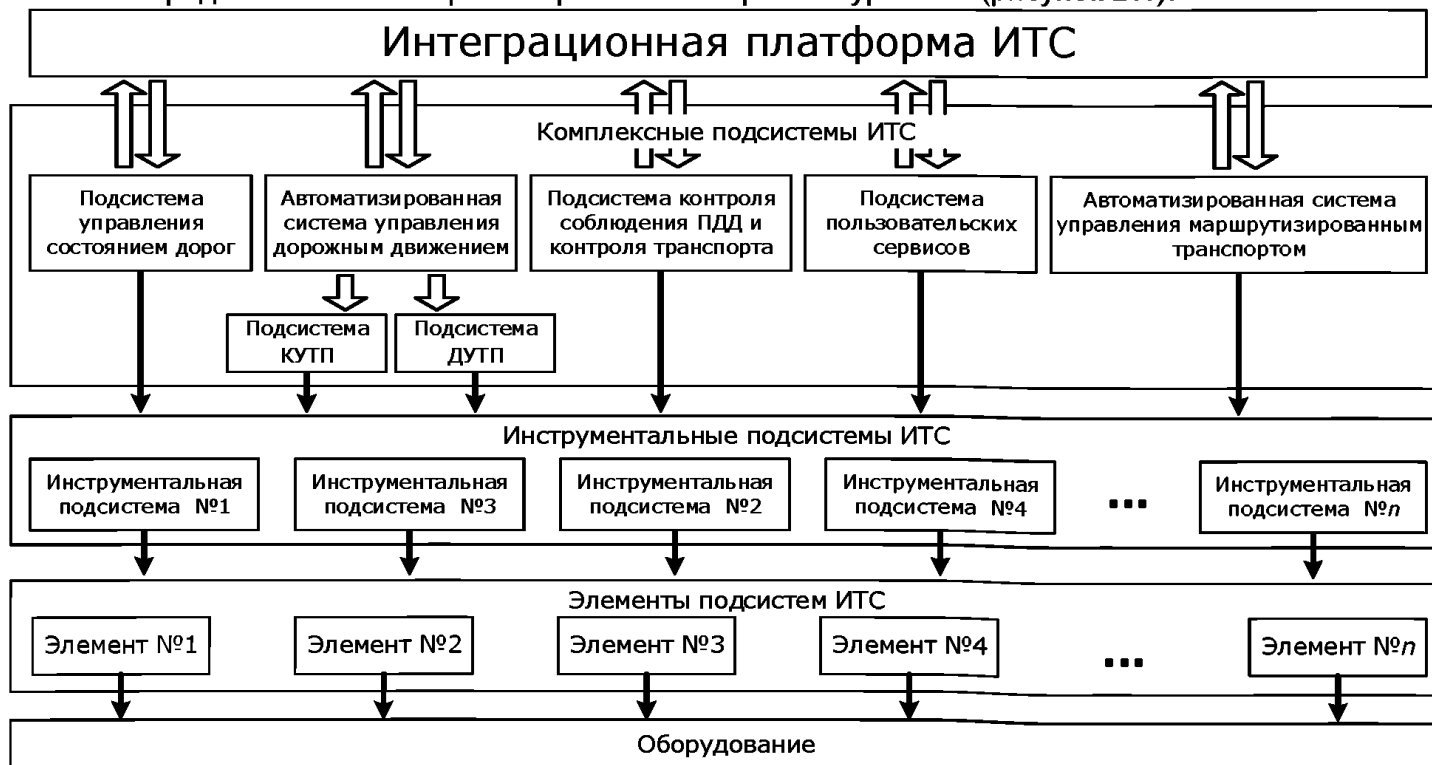 Интеграционная платформа ИТС
Комплексные подсистемы ИТС
Подсистема
управления
состоянием дорог
Автоматизированная
система управления
дорожным движением
Подсистема контроля
соблюдения ПДД и
контроля транспорта
Подсистема
пользовательских
сервисов
Автоматизированная система
управления маршрутизированным
транспортом
Подсистема
КУТП
Подсистема
ДУТП
Инструментальные подсистемы ИТС
Инструментальная
подсистема №1
Инструментальная
подсистема №3
Инструментальная
подсистема №2
Инструментальная
подсистема №4
...
Инструментальная
подсистема №n
Элементы подсистем ИТС
Элемент №1
Элемент №2
Элемент №3
Элемент №4
...
Элемент №n
Оборудование